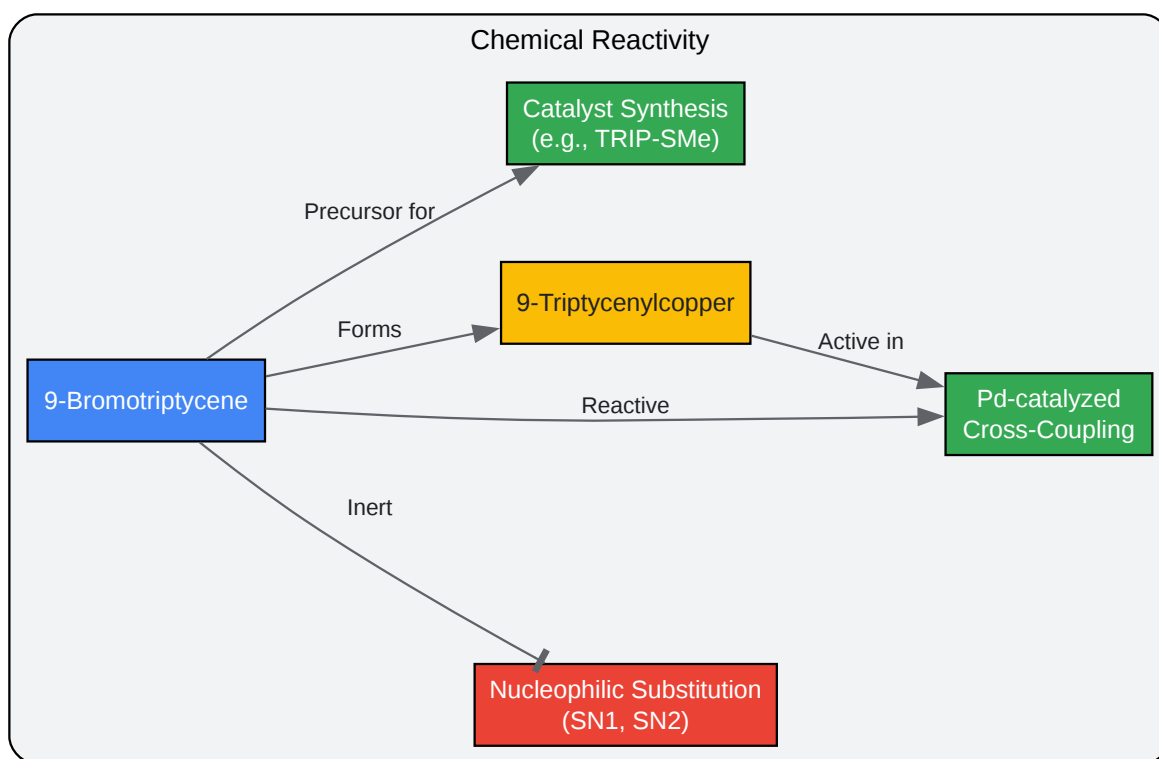 Chemical Reactivity
Catalyst Synthesis
(e.g., TRIP-SMe)
Precursor for
9-Triptycenylcopper
Forms
Active in
9-Bromotriptycene
Reactive
Pd-catalyzed
Cross-Coupling
Inert
Nucleophilic Substitution
(SN1, SN2)